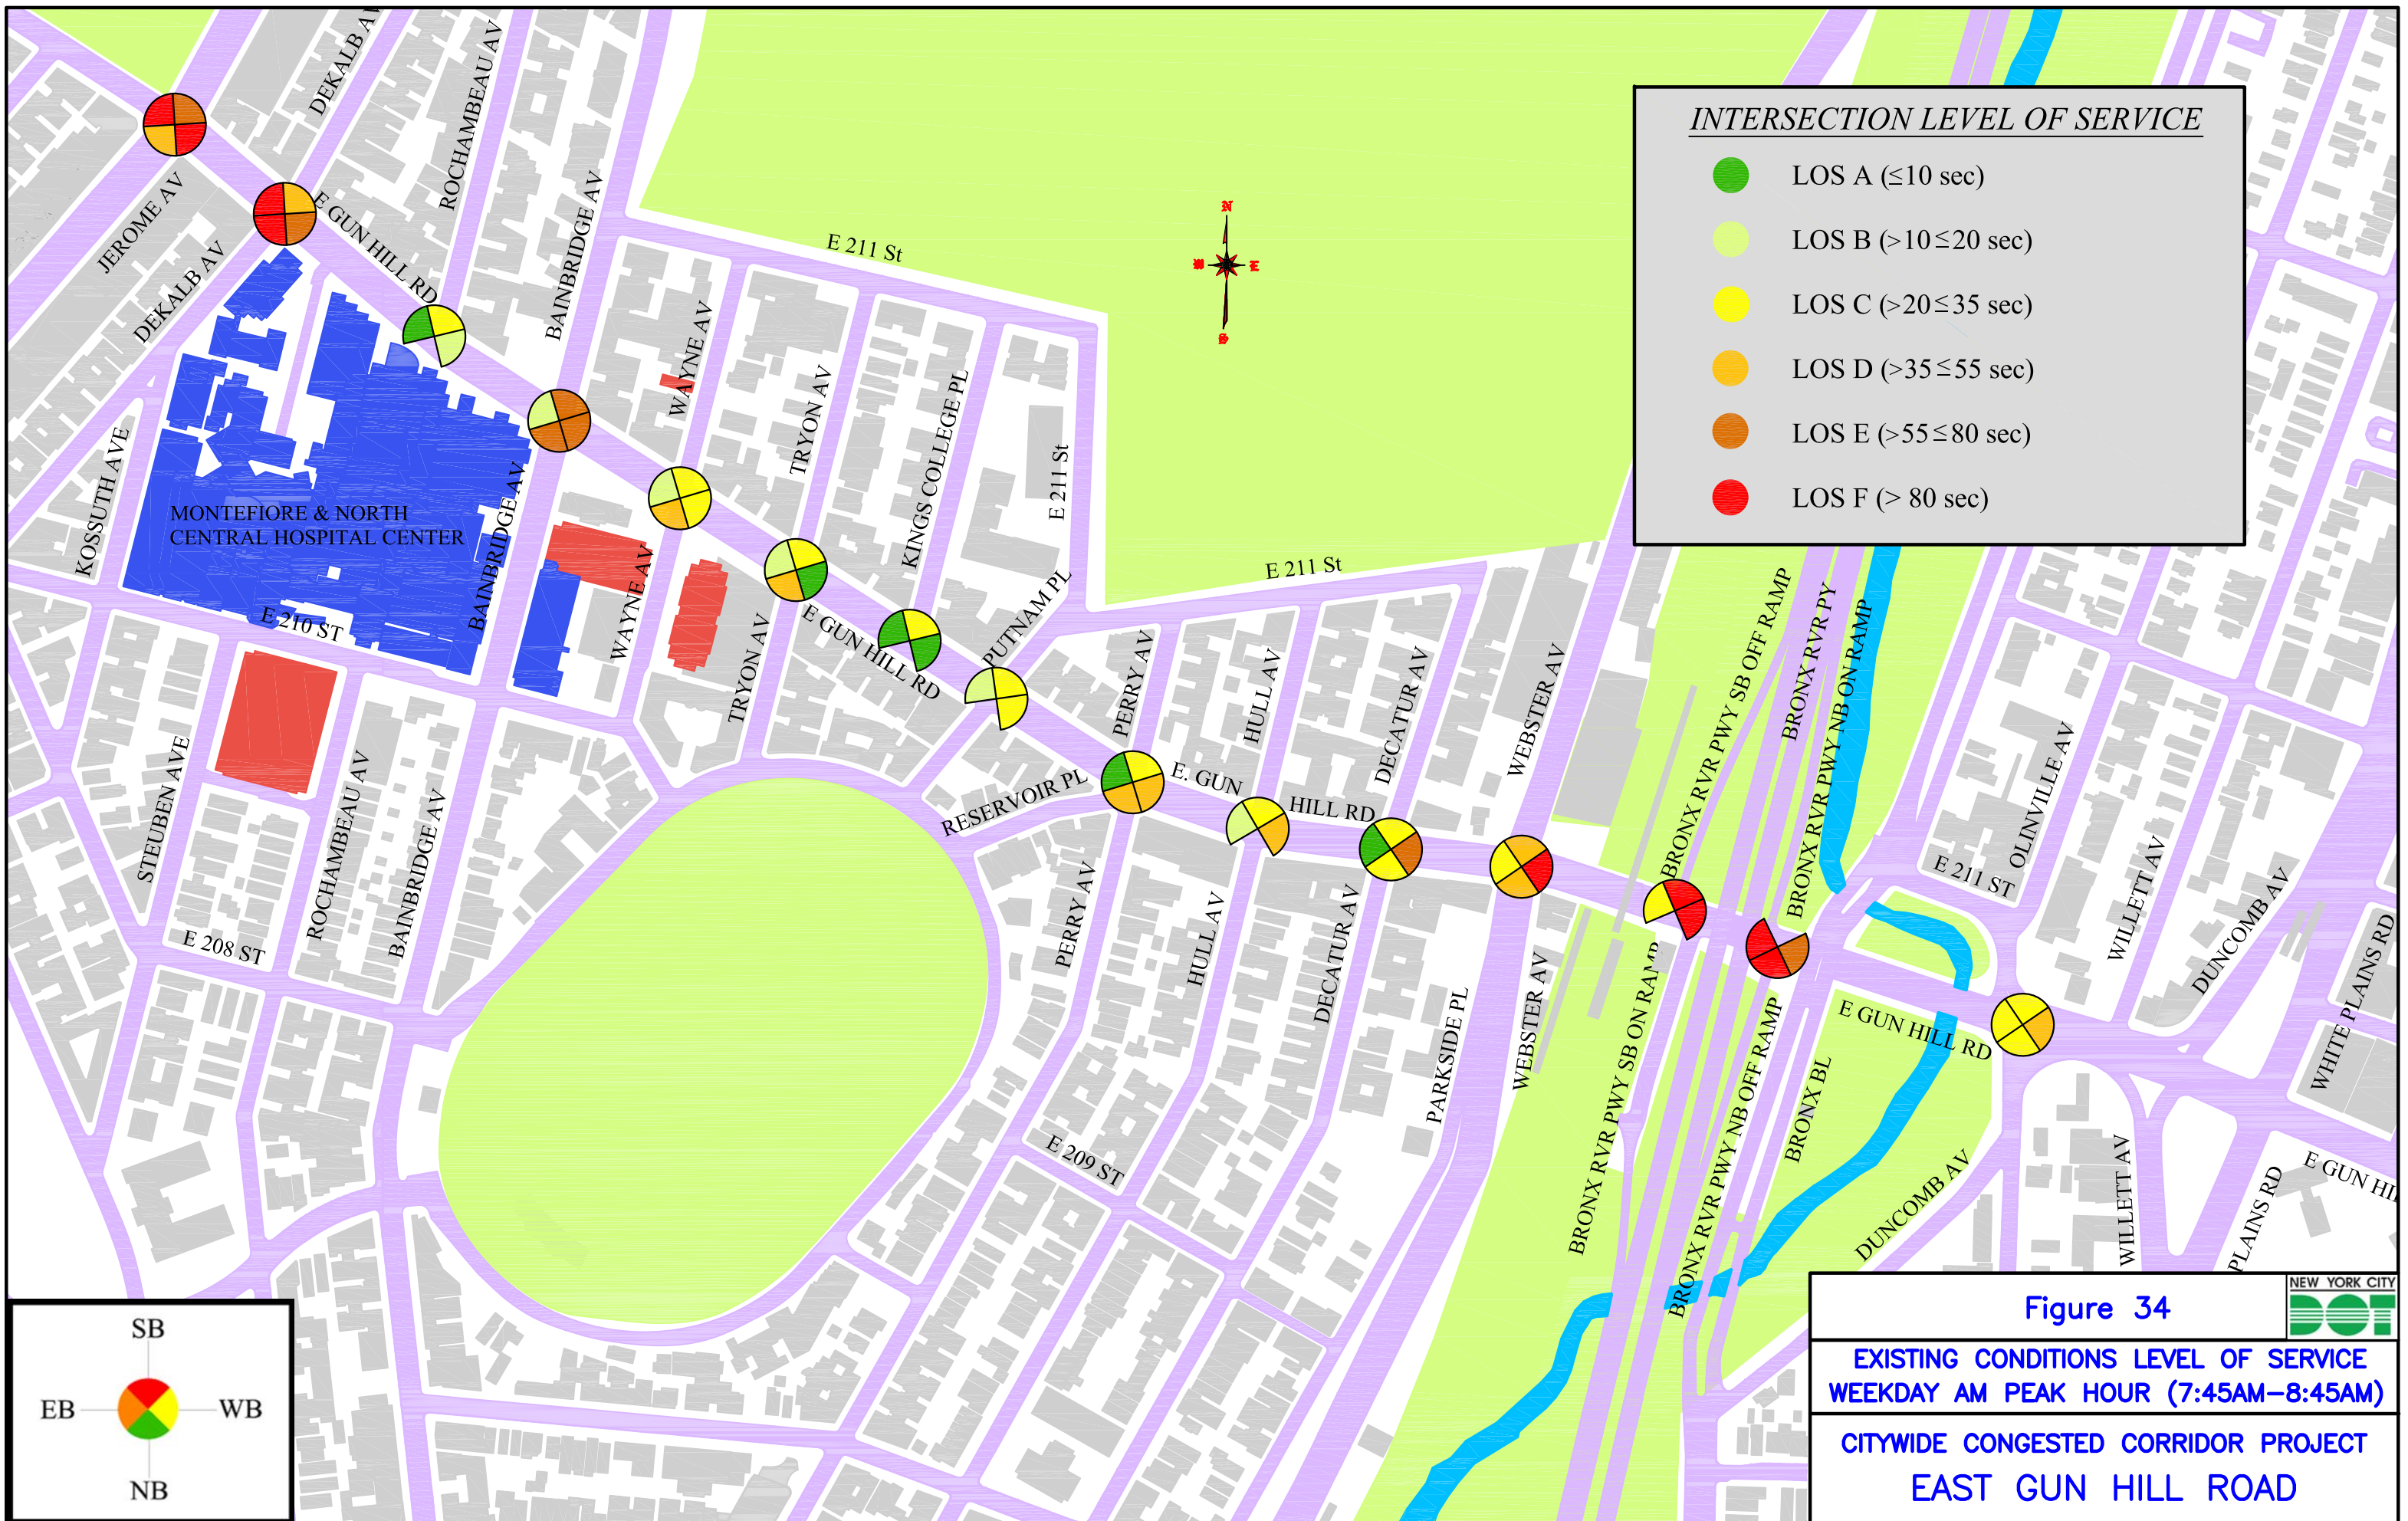 DEKALB AV
ROCHAMBEAU AV
JEROME AV
DEKALB AV
E GUN HILL RD
BAINBRIDGE AV
E 211 St
WAYNE AV
TRYON AV
KINGS COLLEGE PL
E 211 St
E 211 St
N
E
INTERSECTION LEVEL OF SERVICE
LOS A (≤10 sec)
LOS B (>10≤20 sec)
LOS C (>20≤35 sec)
LOS D (>35≤55 sec)
LOS E (>55≤80 sec)
LOS F (> 80 sec)
KOSSUTH AVE
MONTEFIORE & NORTH
CENTRAL HOSPITAL CENTER
BAINBRIDGE AV
WAYNE AV
E 210 ST
TRYON AV
E GUN HILL RD
PUTNAM PL
PERRY AV
HULL AV
DECATUR AV
WEBSTER AV
BRONX RVR PWY SB OFF RAMP
BRONX RVR PY
BRONX RVR PWY NB ON RAMP
OLINVILLE AV
E 211 ST
WILLETT AV
DUNCOMB AV
WHITE PLAINS RD
STEUBEN AVE
ROCHAMBEAU AV
BAINBRIDGE AV
E 208 ST
RESERVOIR PL
E. GUN
HILL RD
PERRY AV
HULL AV
DECATUR AV
PARKSIDE PL
WEBSTER AV
BRONX RVR PWY SB ON RAMP
BRONX RVR PWY NB OFF RAMP
BRONX BL
E GUN HILL RD
E 209 ST
DUNCOMB AV
WILLETT AV
PLAINS RD
E GUN HI
SB
EB
WB
NB
Figure 34
NEW YORK CITY
DOT
EXISTING CONDITIONS LEVEL OF SERVICE
WEEKDAY AM PEAK HOUR (7:45AM–8:45AM)
CITYWIDE CONGESTED CORRIDOR PROJECT
EAST GUN HILL ROAD